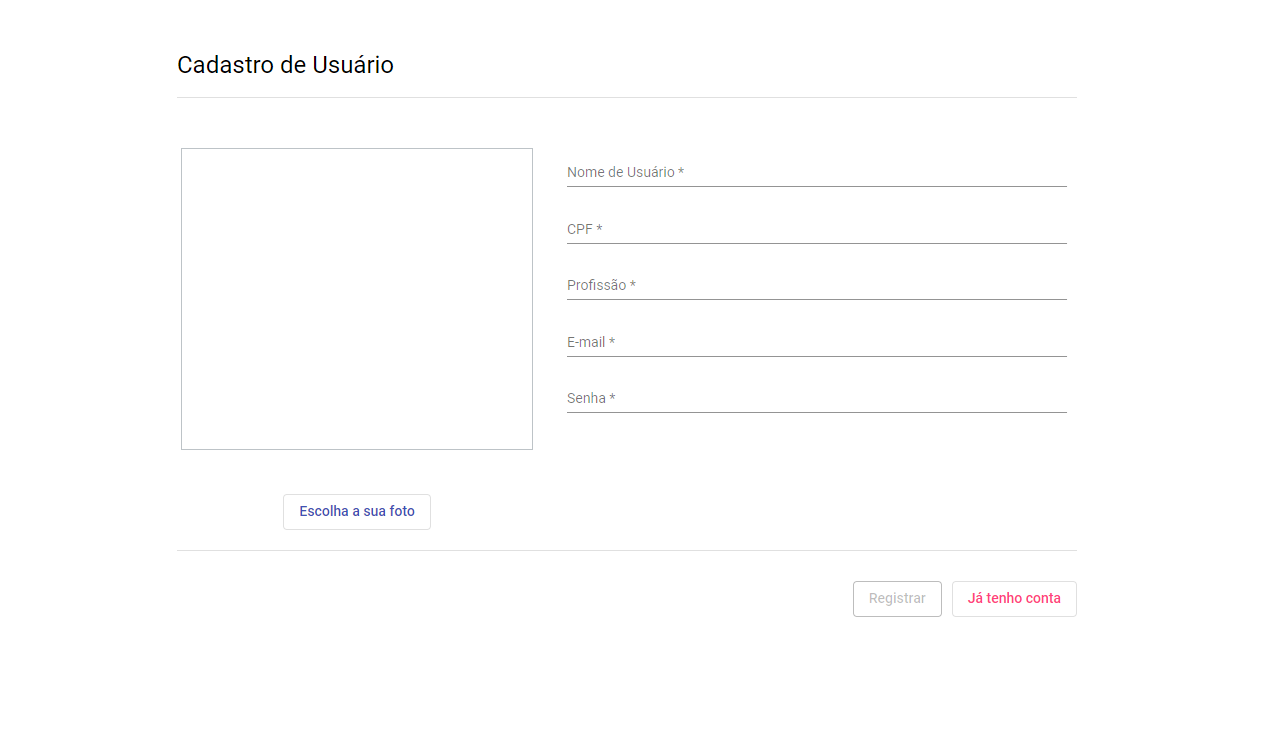 Cadastro de Usuário
Nome de Usuário *
CPF *
Profissão *
E-mail *
Senha *
Escolha a sua foto
Registrar
Já tenho conta